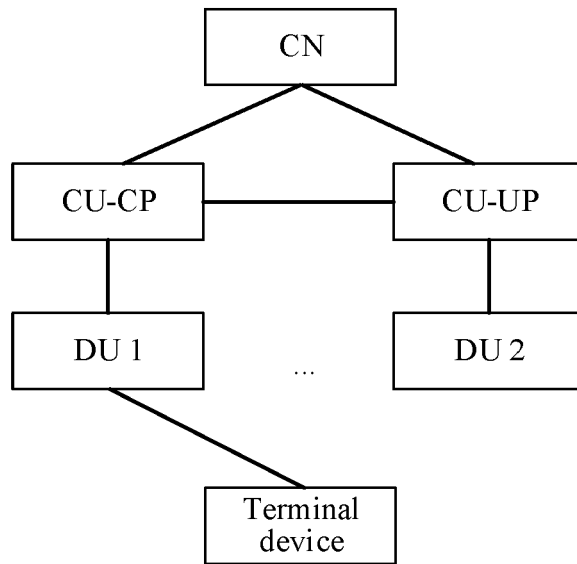 CN
CU-CP
CU-UP
DU 1
...
DU 2
Terminal
device